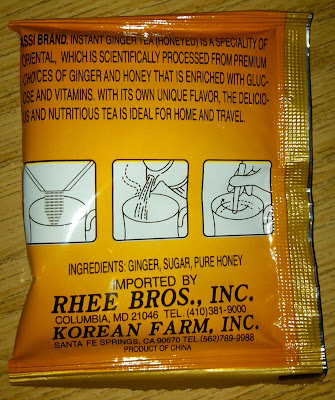 ASSI BRAND. INSTANT GINGER TEA (HONEYED) IS A SPECIALITY OF
ORIENTAL, WHICH IS SCIENTIFICALLY PROCESSED FROM PREMIUM
CHOICES OF GINGER AND HONEY THAT IS ENRICHED WITH GLUC-
OSE AND VITAMINS. WITH ITS OWN UNIQUE FLAVOR, THE DELICIO-
US AND NUTRITIOUS TEA IS IDEAL FOR HOME AND TRAVEL.
INGREDIENTS: GINGER, SUGAR, PURE HONEY
IMPORTED BY
RHEE BROS., INC.
COLUMBIA, MD 21046 TEL. (410)381-9000
KOREAN FARM, INC.
SANTA FE SPRINGS, CA 90670 TEL.(562)789-9988
PRODUCT OF CHINA